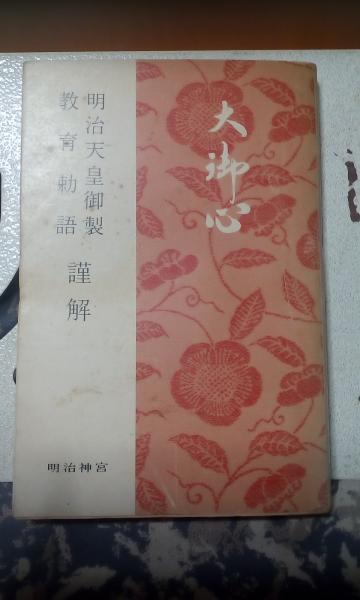 大御心
明治天皇御製
教育勅語 謹解
明治神宮